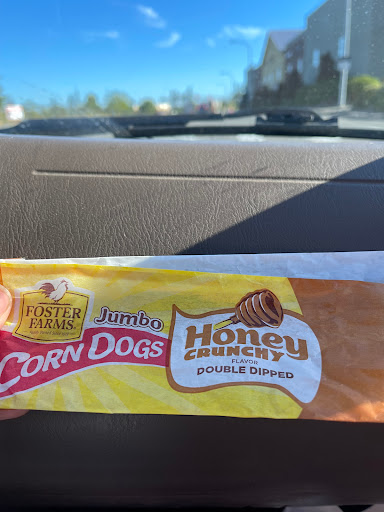 FOSTER
FARMS
Jumbo
CORN DOGS
Honey
CRUNCHY
FLAVOR
DOUBLE DIPPED